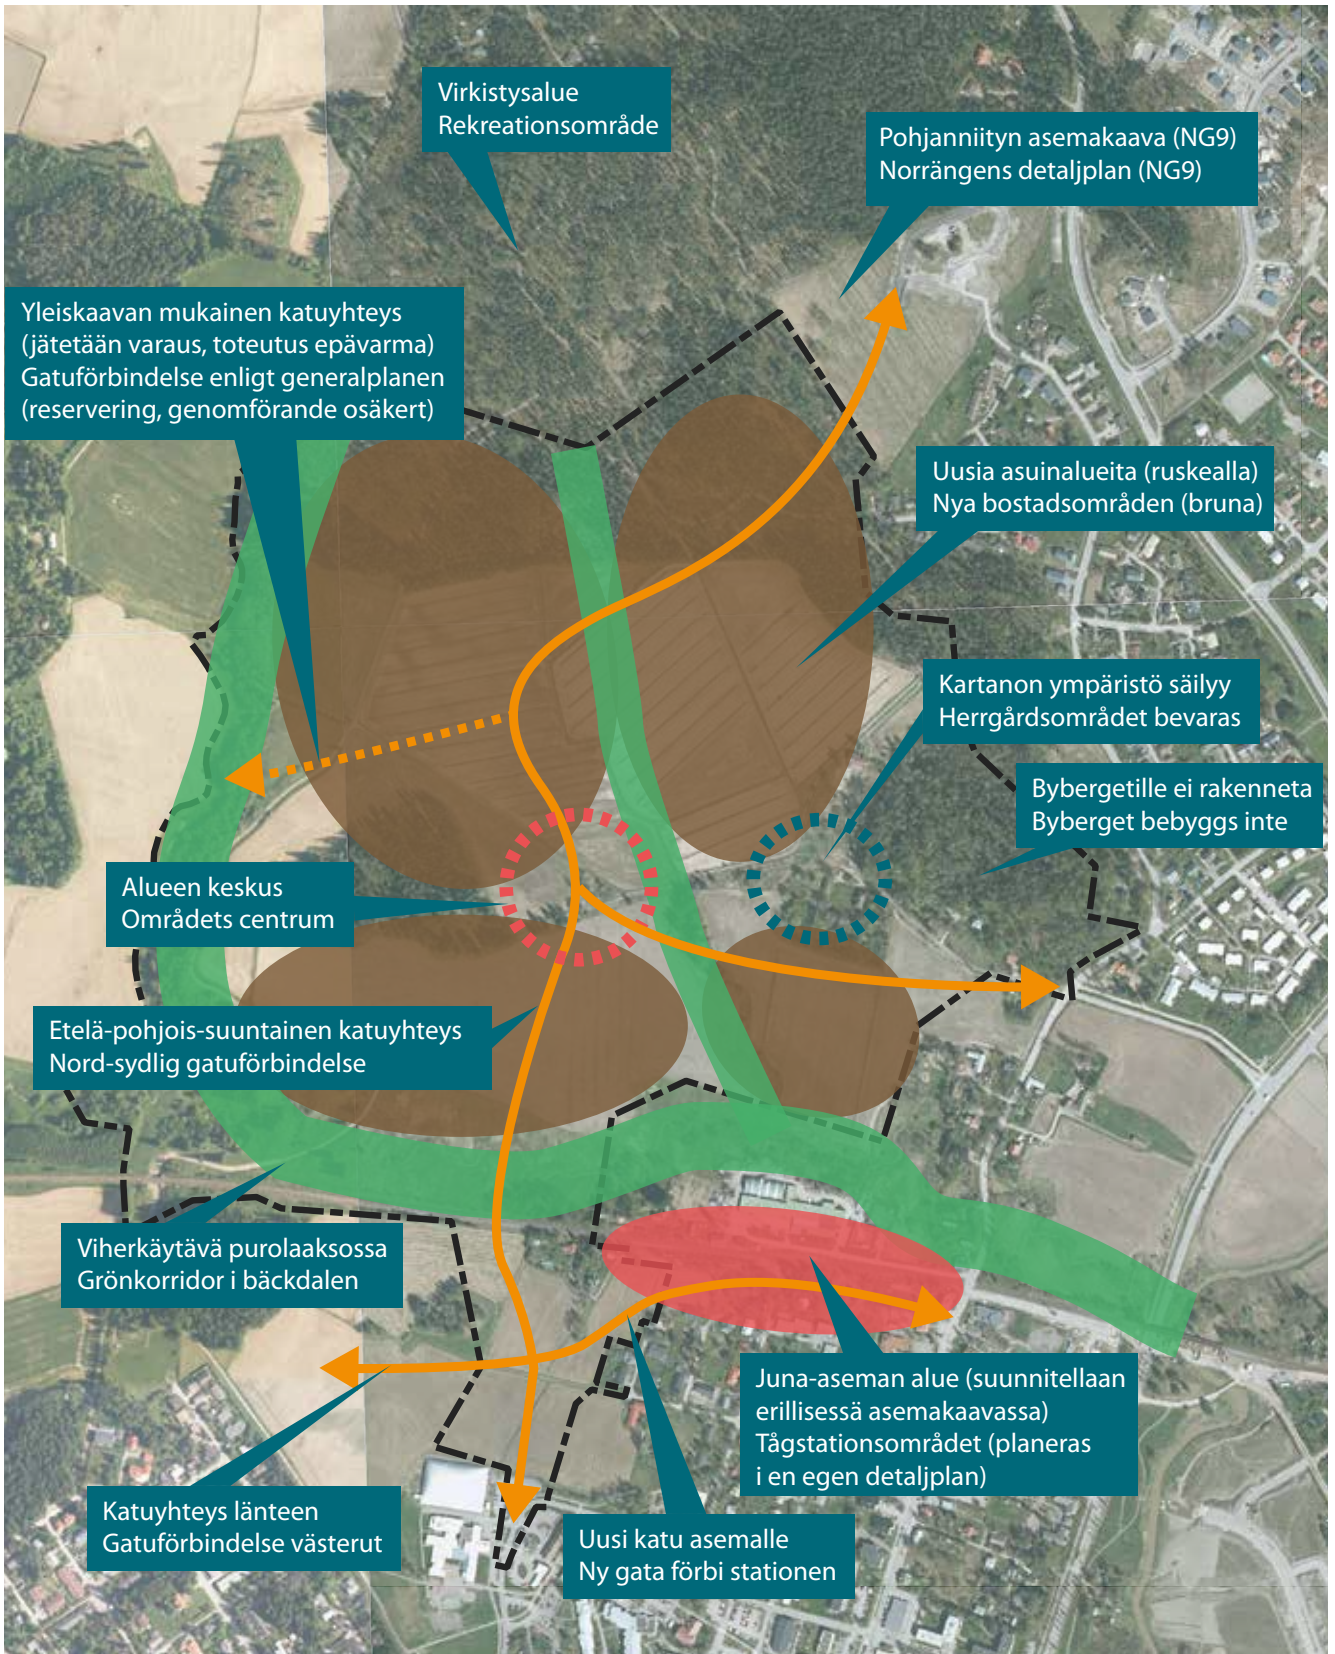 Virkistysalue
Rekreationsområde
Pohjanniityn asemakaava (NG9)
Norrängens detaljplan (NG9)
Yleiskaavan mukainen katuyhteys
(jätetään varaus, toteutus epävarma)
Gatuförbindelse enligt generalplanen
(reservering, genomförande osäkert)
Uusia asuinalueita (ruskealla)
Nya bostadsområden (bruna)
Kartanon ympäristö säilyy
Herrgårdsområdet bevaras
Bybergetille ei rakenneta
Byberget bebyggs inte
Alueen keskus
Områdets centrum
Etelä-pohjois-suuntainen katuyhteys
Nord-sydlig gatuförbindelse
Viherkäytävä purolaaksossa
Grönkorridor i bäckdalen
Juna-aseman alue (suunnitellaan
erillisessä asemakaavassa)
Tågstationsområdet (planeras
i en egen detaljplan)
Katuyhteys länteen
Gatuförbindelse västerut
Uusi katu asemalle
Ny gata förbi stationen